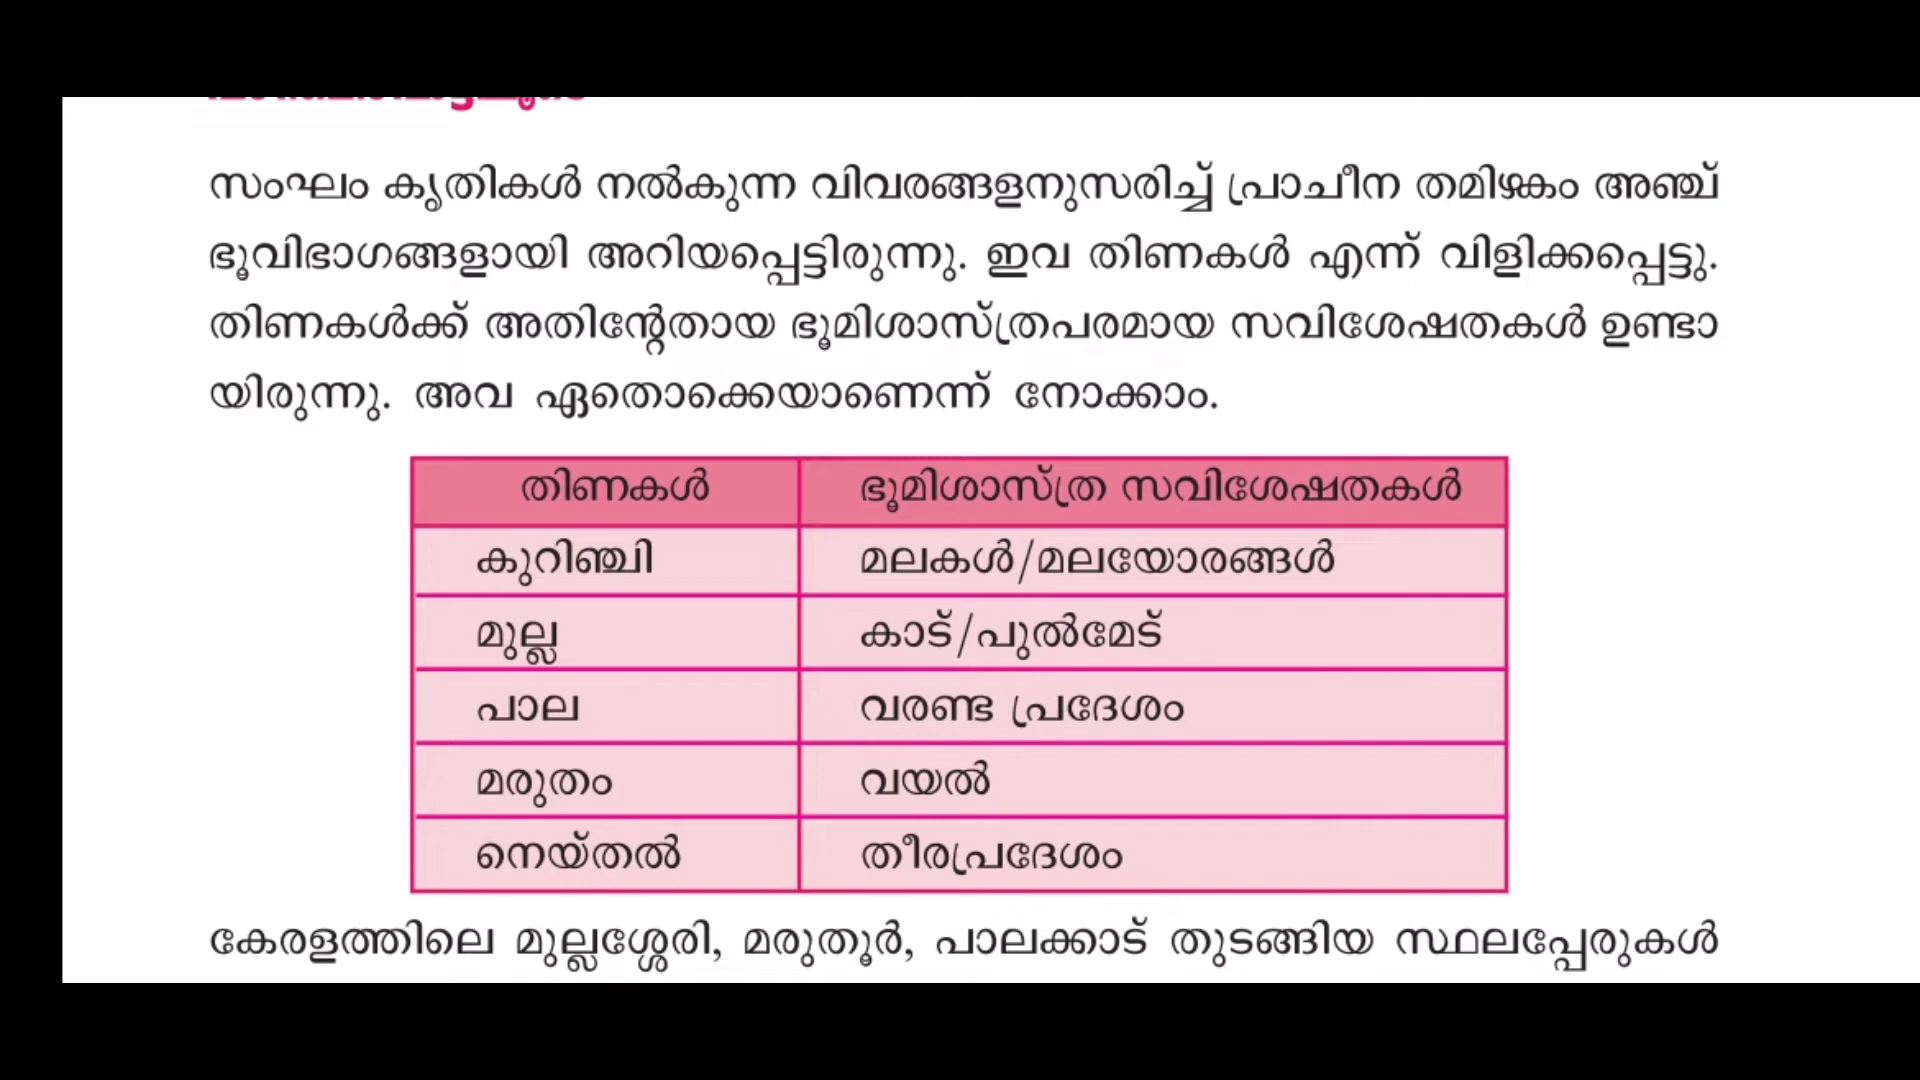 സംഘം കൃതികൾ നൽകുന്ന വിവരങ്ങളനുസരിച്ച് പ്രാചീന തമിഴകം അഞ്ച്
ഭൂവിഭാഗങ്ങളായി അറിയപ്പെട്ടിരുന്നു. ഇവ തിണകൾ എന്ന് വിളിക്കപ്പെട്ടു.
തിണകൾക്ക് അതിന്റേതായ ഭൂമിശാസ്ത്രപരമായ സവിശേഷതകൾ ഉണ്ടാ
യിരുന്നു. അവ ഏതൊക്കെയാണെന്ന് നോക്കാം.
തിണകൾ ഭൂമിശാസ്ത്ര സവിശേഷതകൾ
കുറിഞ്ചി മലകൾ/മലയോരങ്ങൾ
മുല്ല കാട്/പുൽമേട്
പാല വരണ്ട പ്രദേശം
മരുതം വയൽ
നെയ്തൽ തീരപ്രദേശം
കേരളത്തിലെ മുല്ലശ്ശേരി, മരുതൂർ, പാലക്കാട് തുടങ്ങിയ സ്ഥലപ്പേരുകൾ